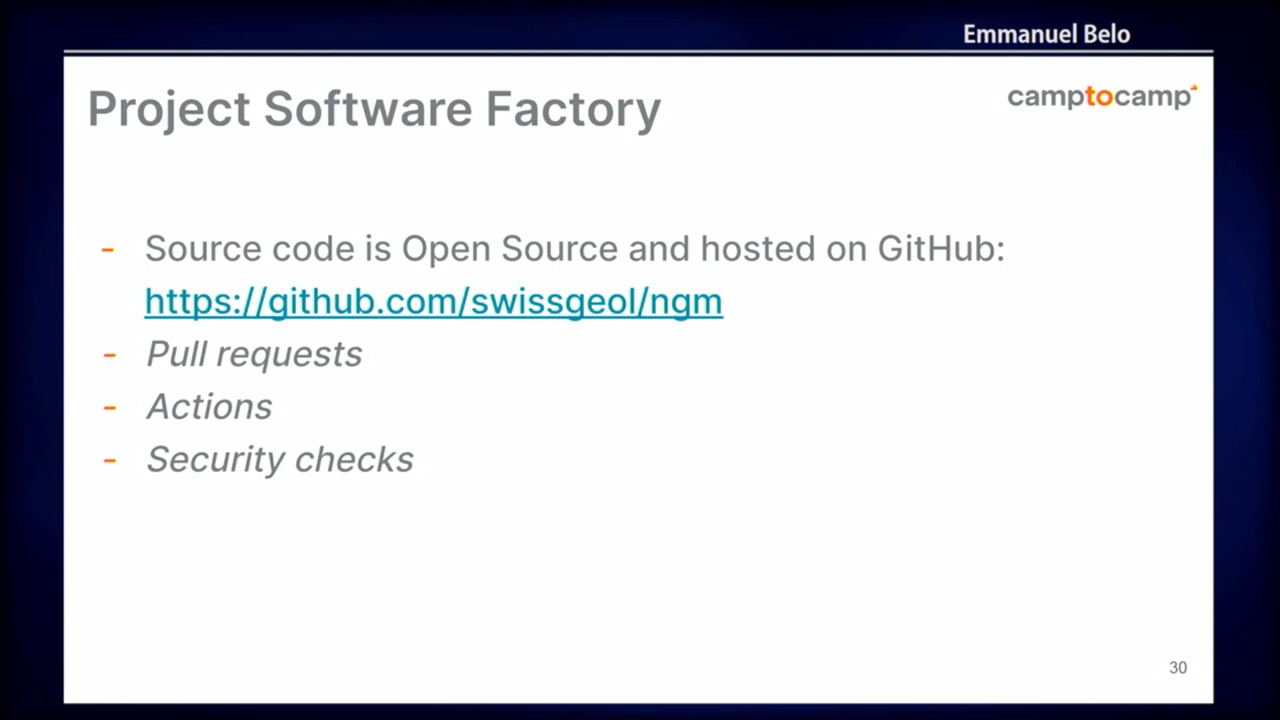 Emmanuel Belo
Project Software Factory
camptocamp
- Source code is Open Source and hosted on GitHub:
https://github.com/swissgeol/ngm
- Pull requests
- Actions
- Security checks
30